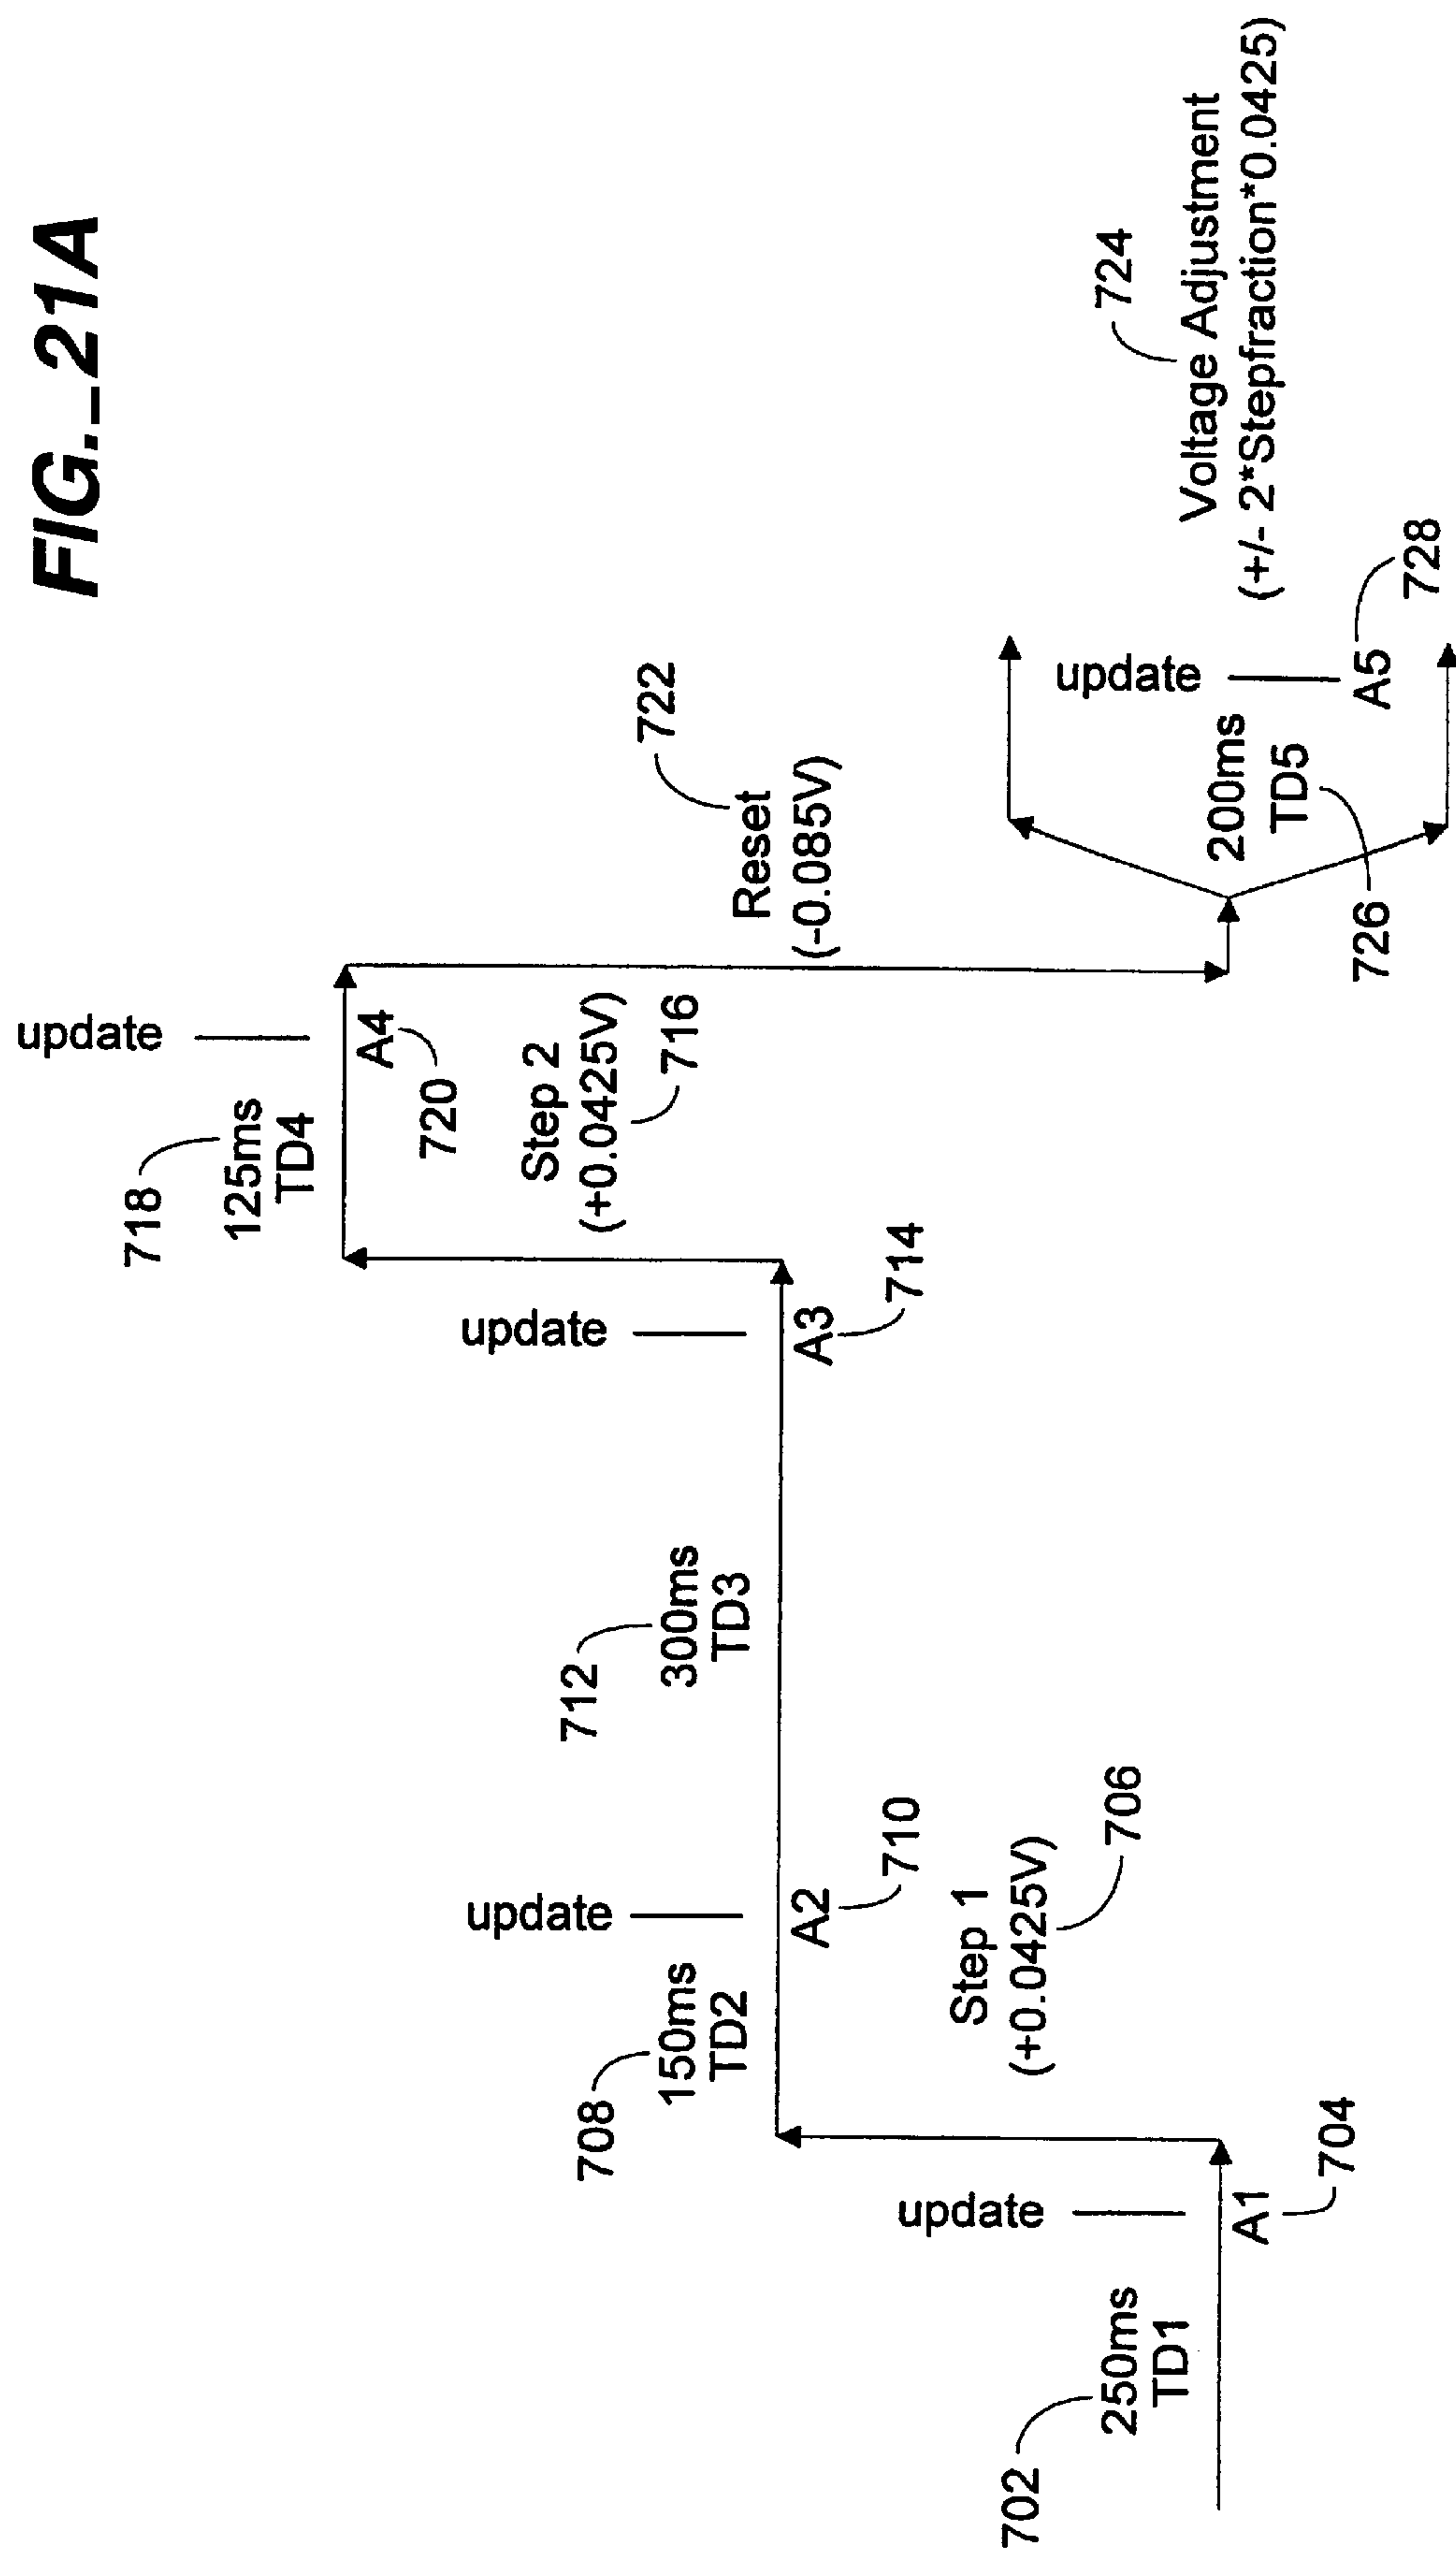 FIG._21A
702
250ms
TD1
update
A1
704
Step 1
(+0.0425V)
706
708
150ms
TD2
update
A2
710
712
300ms
TD3
update
A3
714
Step 2
(+0.0425V)
716
718
125ms
TD4
update
A4
720
Reset
(-0.085V)
722
724
Voltage Adjustment
(+/- 2*Stepfraction*0.0425)
200ms
TD5
726
update
A5
728